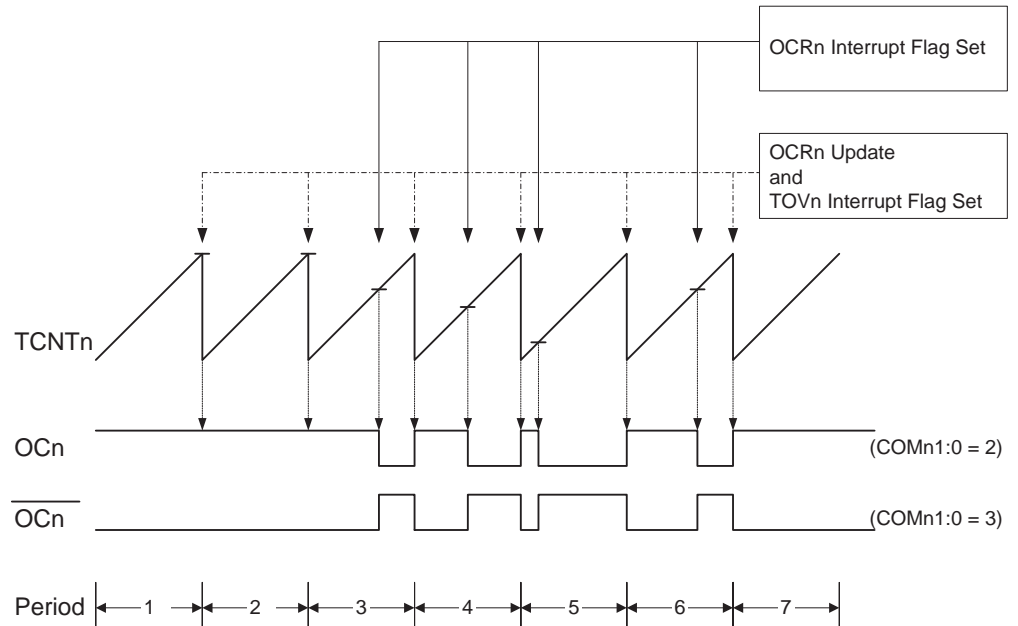 OCRn Interrupt Flag Set
OCRn Update
and
TOVn Interrupt Flag Set
TCNTn
OCn
(COMn1:0 = 2)
OCn
(COMn1:0 = 3)
Period
1
2
3
4
5
6
7